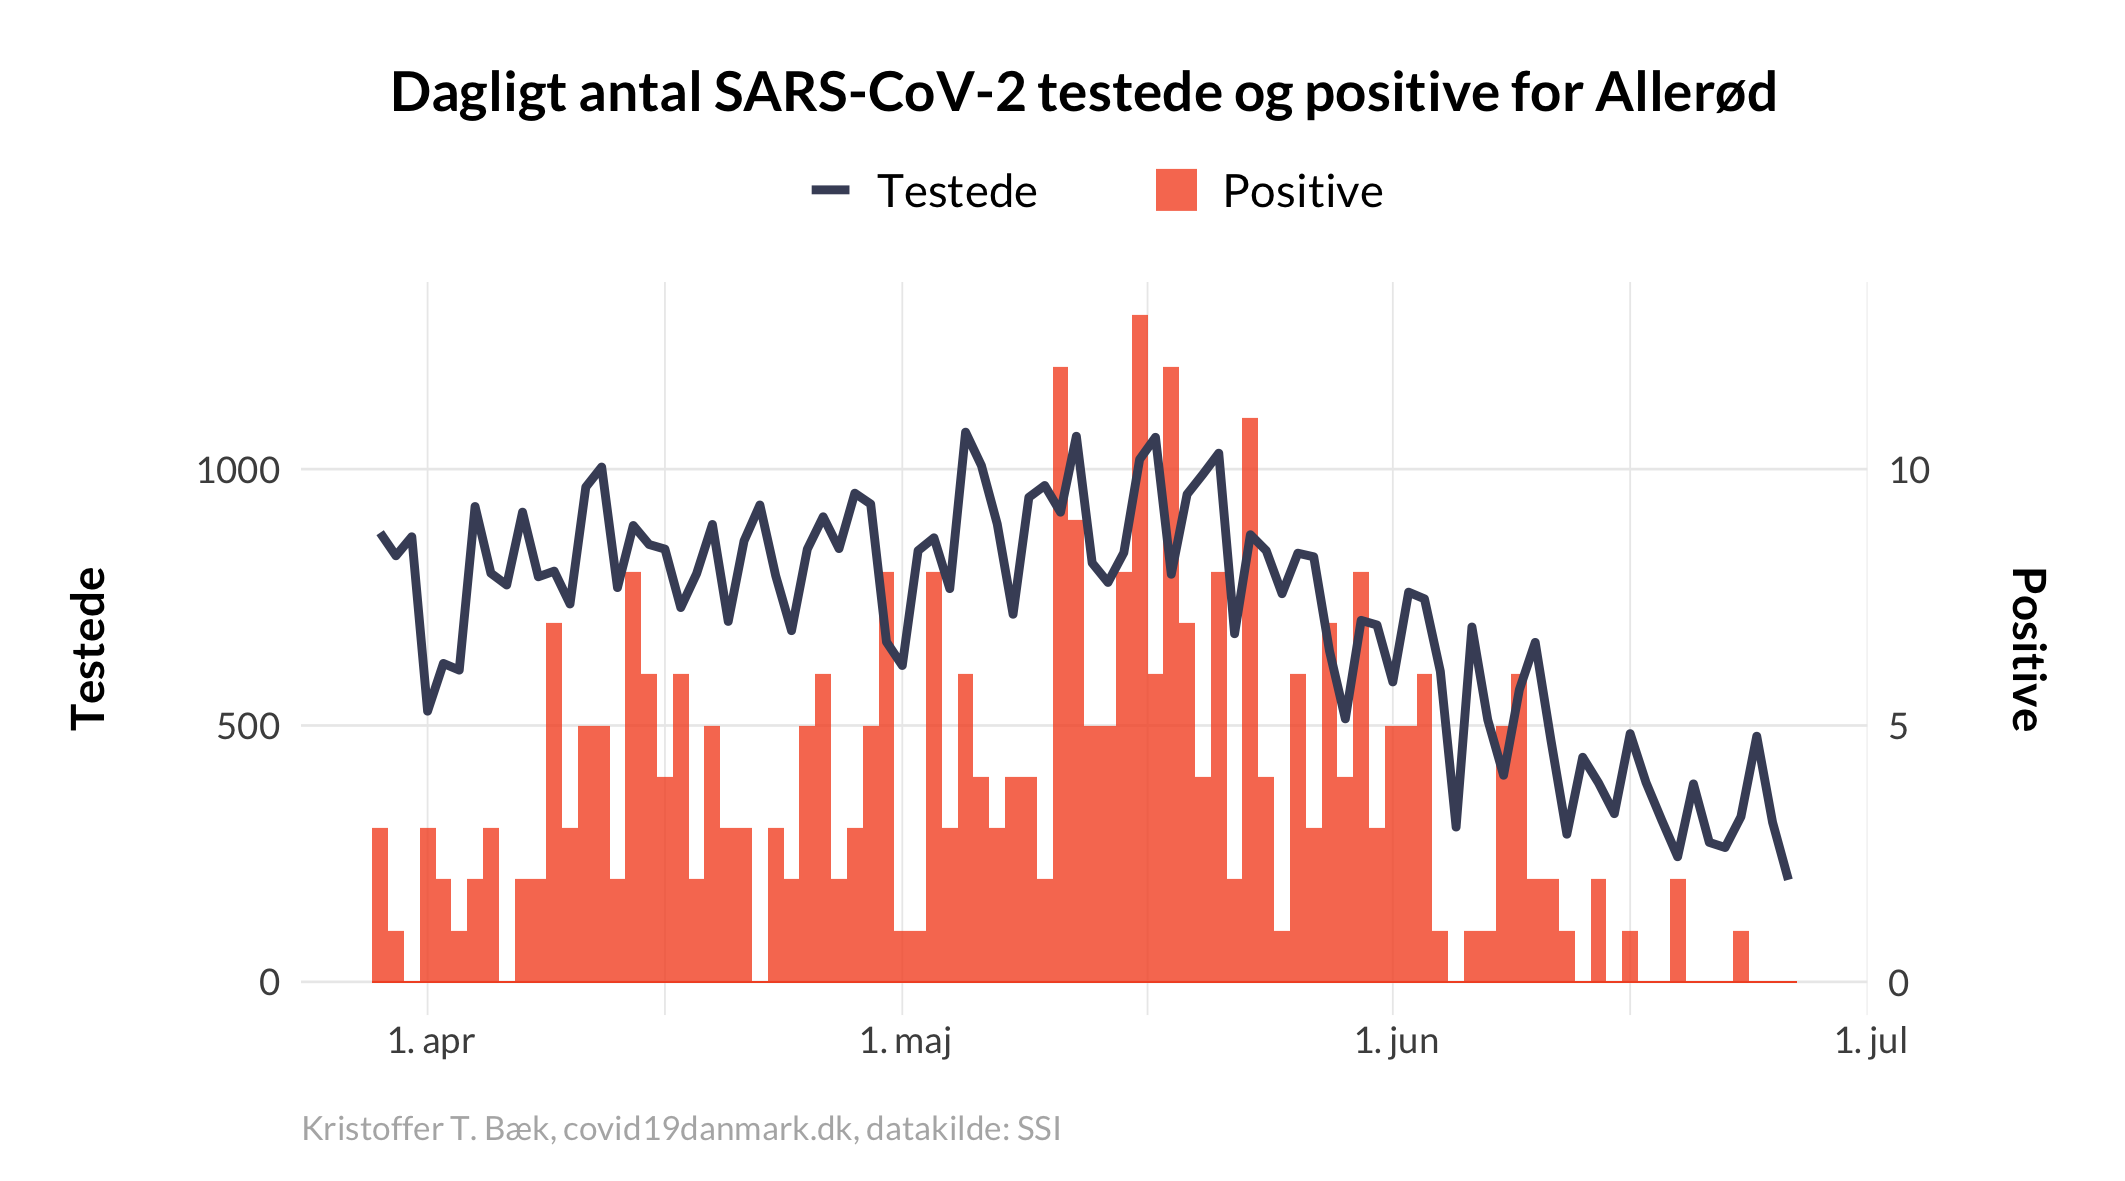 Dagligt antal SARS-CoV-2 testede og positive for Allerød
Testede Positive
1000 10
500 5
0 0
Testede
Positive
1. apr 1. maj 1. jun 1. jul
Kristoffer T. Bæk, covid19danmark.dk, datakilde: SSI